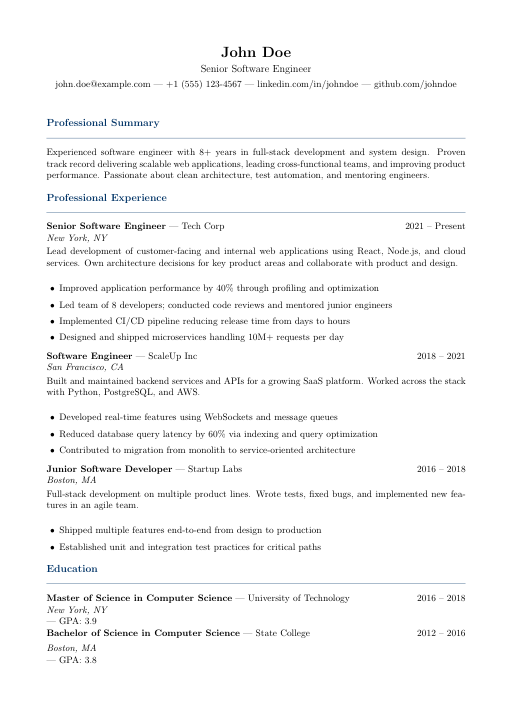 John Doe
Senior Software Engineer
john.doe@example.com — +1 (555) 123-4567 — linkedin.com/in/johndoe — github.com/johndoe
Professional Summary
Experienced software engineer with 8+ years in full-stack development and system design. Proven
track record delivering scalable web applications, leading cross-functional teams, and improving product
performance. Passionate about clean architecture, test automation, and mentoring engineers.
Professional Experience
Senior Software Engineer — Tech Corp 2021 – Present
New York, NY
Lead development of customer-facing and internal web applications using React, Node.js, and cloud
services. Own architecture decisions for key product areas and collaborate with product and design.
• Improved application performance by 40% through profiling and optimization
• Led team of 8 developers; conducted code reviews and mentored junior engineers
• Implemented CI/CD pipeline reducing release time from days to hours
• Designed and shipped microservices handling 10M+ requests per day
Software Engineer — ScaleUp Inc 2018 – 2021
San Francisco, CA
Built and maintained backend services and APIs for a growing SaaS platform. Worked across the stack
with Python, PostgreSQL, and AWS.
• Developed real-time features using WebSockets and message queues
• Reduced database query latency by 60% via indexing and query optimization
• Contributed to migration from monolith to service-oriented architecture
Junior Software Developer — Startup Labs 2016 – 2018
Boston, MA
Full-stack development on multiple product lines. Wrote tests, fixed bugs, and implemented new fea-
tures in an agile team.
• Shipped multiple features end-to-end from design to production
• Established unit and integration test practices for critical paths
Education
Master of Science in Computer Science — University of Technology 2016 – 2018
New York, NY
— GPA: 3.9
Bachelor of Science in Computer Science — State College 2012 – 2016
Boston, MA
— GPA: 3.8